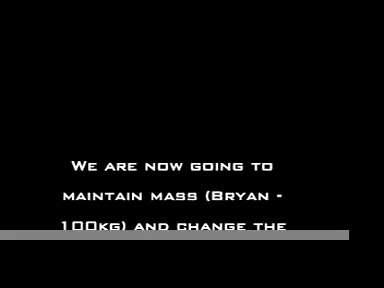 We are now going to
maintain mass (Bryan -
100kg) and change the